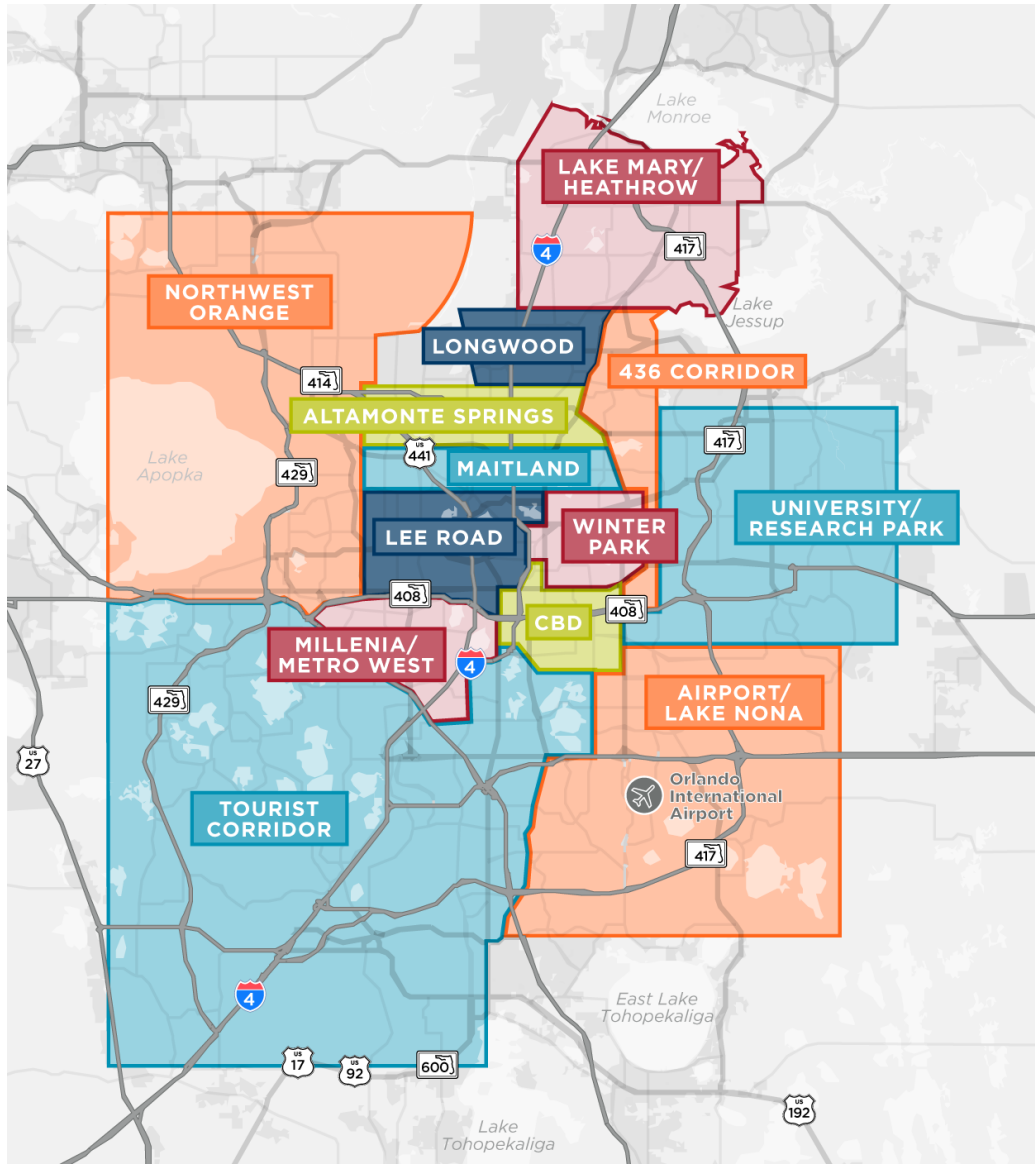 Lake
Monroe
LAKE MARY/
HEATHROW
417
4
NORTHWEST
ORANGE
Lake
Jessup
LONGWOOD
436 CORRIDOR
414
ALTAMONTE SPRINGS
417
US
441
MAITLAND
Lake
Apopka
429
UNIVERSITY/
RESEARCH PARK
LEE ROAD
WINTER
PARK
408
408
CBD
MILLENIA/
METRO WEST
4
429
AIRPORT/
LAKE NONA
US
27
Orlando
International
Airport
TOURIST
CORRIDOR
417
4
East Lake
Tohopekaliga
US
17
US
92
600
US
192
Lake
Tohopekaliga